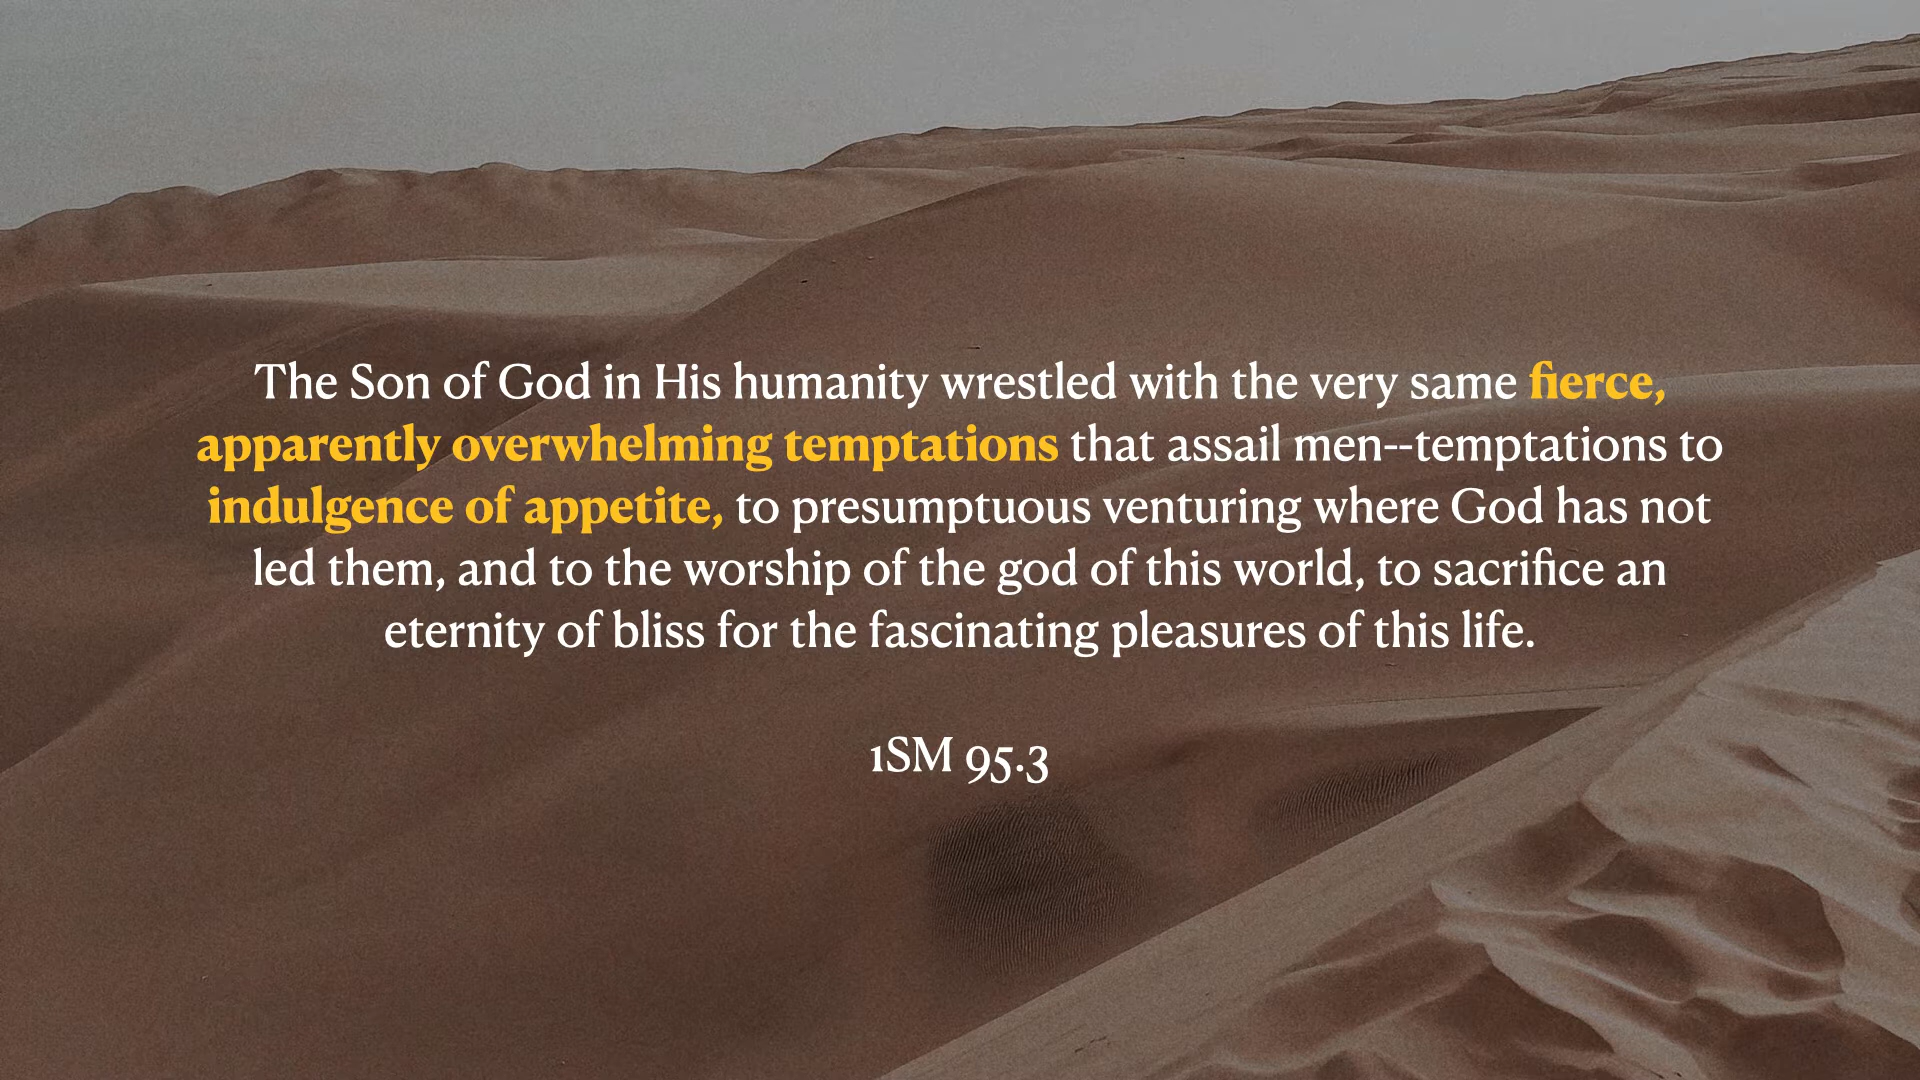 The Son of God in His humanity wrestled with the very same fierce,
apparently overwhelming temptations that assail men--temptations to
indulgence of appetite, to presumptuous venturing where God has not
led them, and to the worship of the god of this world, to sacrifice an
eternity of bliss for the fascinating pleasures of this life.
1SM 95.3